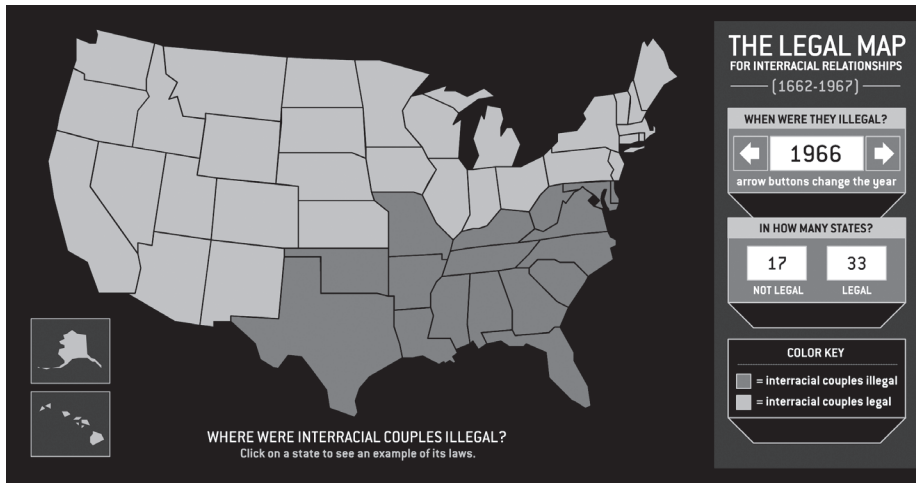 THE LEGAL MAP
FOR INTERRACIAL RELATIONSHIPS
(1662-1967)
WHEN WERE THEY ILLEGAL?
1966
arrow buttons change the year
IN HOW MANY STATES?
17 33
NOT LEGAL LEGAL
COLOR KEY
= interracial couples illegal
= interracial couples legal
WHERE WERE INTERRACIAL COUPLES ILLEGAL?
Click on a state to see an example of its laws.